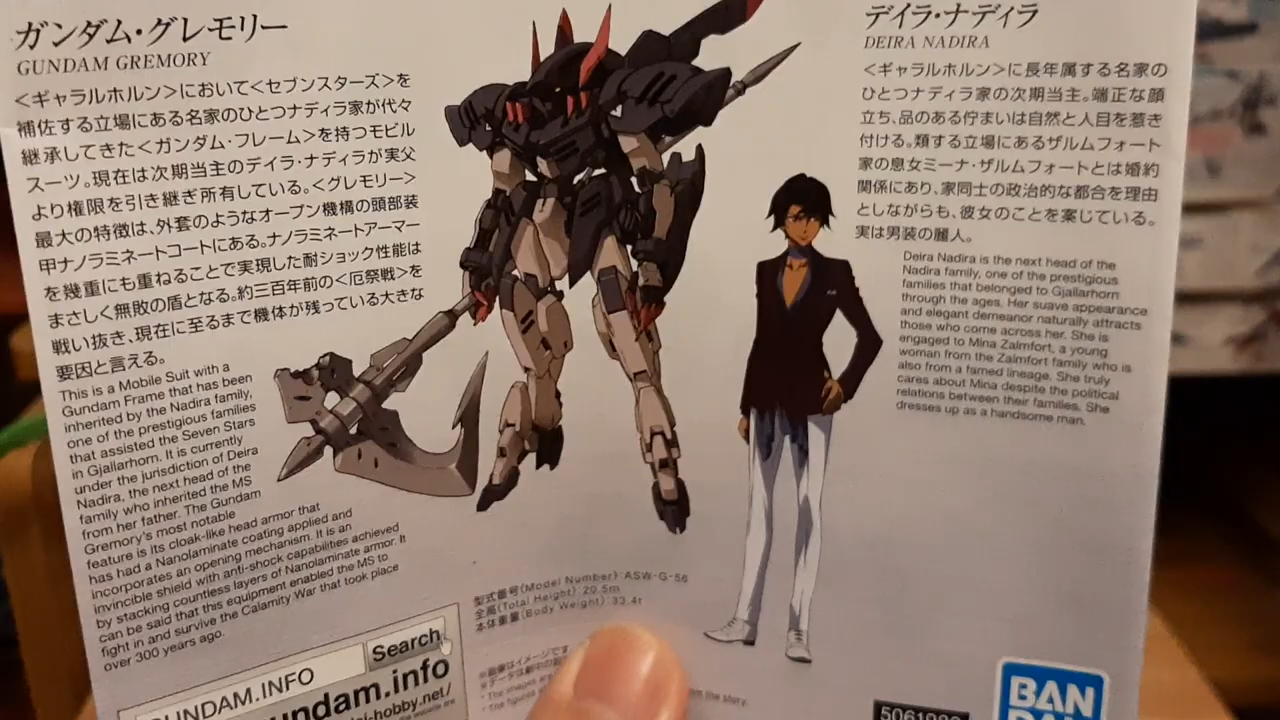 ガンダム・グレモリー
GUNDAM GREMORY
<ギャラルホルン>において<セブンスターズ>を
補佐する立場にある名家のひとつナディラ家が代々
継承してきた<ガンダム・フレーム>を持つモビル
スーツ。現在は次期当主のデイラ・ナディラが実父
より権限を引き継ぎ所有している。<グレモリー>
最大の特徴は、外套のようなオープン機構の頭部装
甲ナノラミネートコートにある。ナノラミネートアーマー
を幾重にも重ねることで実現した耐ショック性能は
まさしく無敗の盾となる。約三百年前の<厄祭戦>を
戦い抜き、現在に至るまで機体が残っている大きな
要因と言える。
This is a Mobile Suit with a
Gundam Frame that has been
inherited by the Nadira family,
one of the prestigious families
that assisted the Seven Stars
in Gjallarhorn. It is currently
under the jurisdiction of Deira
Nadira, the next head of the
family who inherited the MS
from her father. The Gundam
Gremory's most notable
feature is its cloak-like head armor that
has had a Nanolaminate coating applied and
incorporates an opening mechanism. It is an
invincible shield with anti-shock capabilities achieved
by stacking countless layers of Nanolaminate armor. It
can be said that this equipment enabled the MS to
fight in and survive the Calamity War that took place
over 300 years ago.
GUNDAM.INFO
Search
undam.info
ai-hobby.net/
型式番号(Model Number):ASW-G-56
全高(Total Height):20.5m
本体重量(Body Weight):33.4t
※画像はイメージです
※データは劇中の
* The images are
* The figures
m the story.
デイラ・ナディラ
DEIRA NADIRA
<ギャラルホルン>に長年属する名家の
ひとつナディラ家の次期当主。端正な顔
立ち、品のある佇まいは自然と人目を惹き
付ける。類する立場にあるザルムフォート
家の息女ミーナ・ザルムフォートとは婚約
関係にあり、家同士の政治的な都合を理由
としながらも、彼女のことを案じている。
実は男装の麗人。
Deira Nadira is the next head of the
Nadira family, one of the prestigious
families that belonged to Gjallarhorn
through the ages. Her suave appearance
and elegant demeanor naturally attracts
those who come across her. She is
engaged to Mina Zalmfort, a young
woman from the Zalmfort family who is
also from a famed lineage. She truly
cares about Mina despite the political
relations between their families. She
dresses up as a handsome man.
BAN